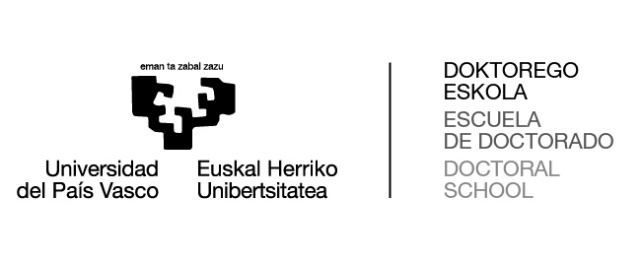 eman ta zabal zazu
Universidad
del País Vasco
Euskal Herriko
Unibertsitatea
DOKTOREGO
ESKOLA
ESCUELA
DE DOCTORADO
DOCTORAL
SCHOOL